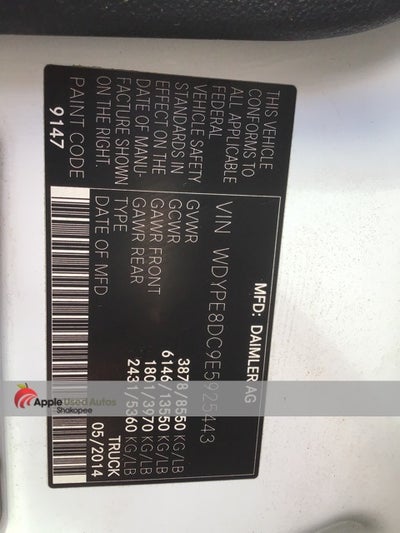 MFD: DAIMLER AG
VIN WDYPE8DC9E5925443
THIS VEHICLE
CONFORMS TO
ALL APPLICABLE
FEDERAL
VEHICLE SAFETY
STANDARDS IN
EFFECT ON THE
DATE OF MANU-
FACTURE SHOWN
ON THE RIGHT.
PAINT CODE
9147
GVWR 3878/8550 KG/LB
GCWR 6146/13550 KG/LB
GAWR FRONT 1801/3970 KG/LB
GAWR REAR 2431/5360 KG/LB
TYPE TRUCK
DATE OF MFD 05/2014
Apple Used Autos
Shakopee